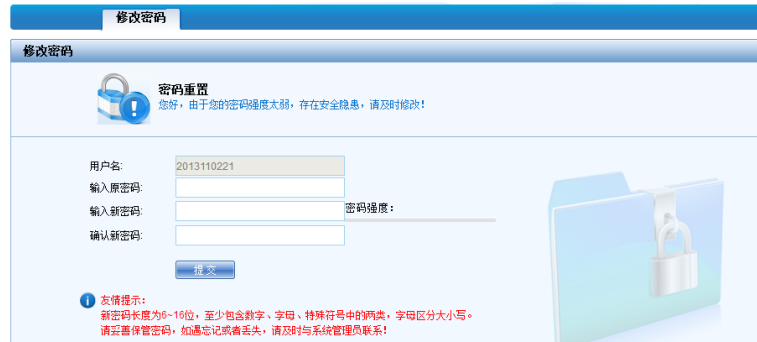 修改密码
修改密码
密码重置
您好，由于您的密码强度太弱，存在安全隐患，请及时修改！
用户名: 2013110221
输入原密码:
输入新密码: 密码强度：
确认新密码:
提交
友情提示：
新密码长度为6~16位，至少包含数字、字母、特殊符号中的两类，字母区分大小写。
请妥善保管密码，如遇忘记或者丢失，请及时与系统管理员联系！